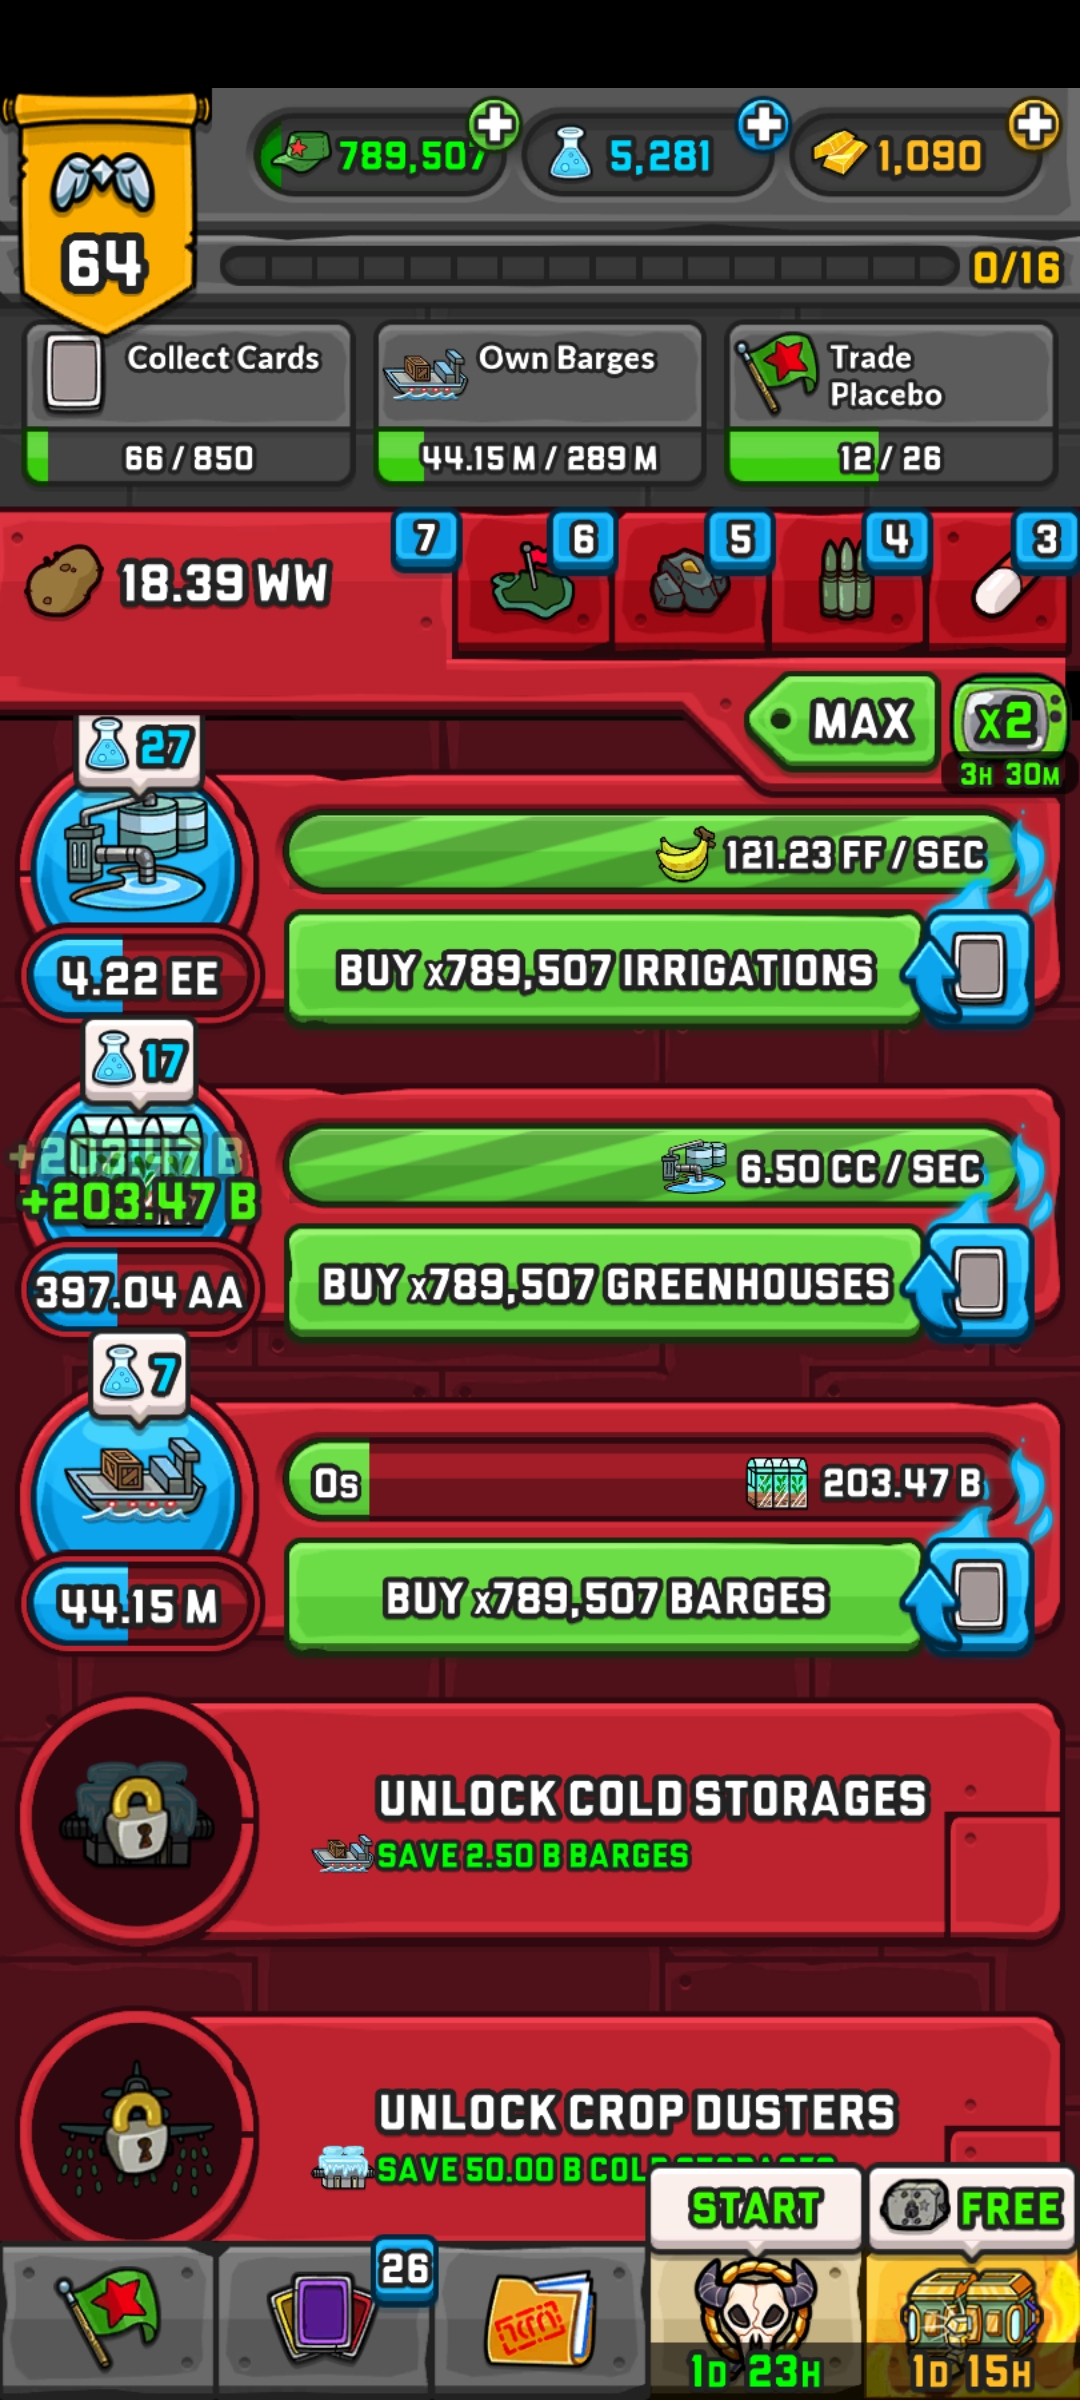 789,507
5,281
1,090
64
0/16
Collect Cards
66 / 850
Own Barges
44.15 M / 289 M
Trade
Placebo
12 / 26
18.39 WW
7
6
5
4
3
MAX
x2
3H 30M
27
121.23 FF / SEC
4.22 EE
BUY x789,507 IRRIGATIONS
17
+203.47 B
+203.47 B
6.50 CC / SEC
397.04 AA
BUY x789,507 GREENHOUSES
7
0s
203.47 B
44.15 M
BUY x789,507 BARGES
UNLOCK COLD STORAGES
SAVE 2.50 B BARGES
UNLOCK CROP DUSTERS
SAVE 50.00 B COLD STORAGES
START
FREE
26
1D 23H
1D 15H